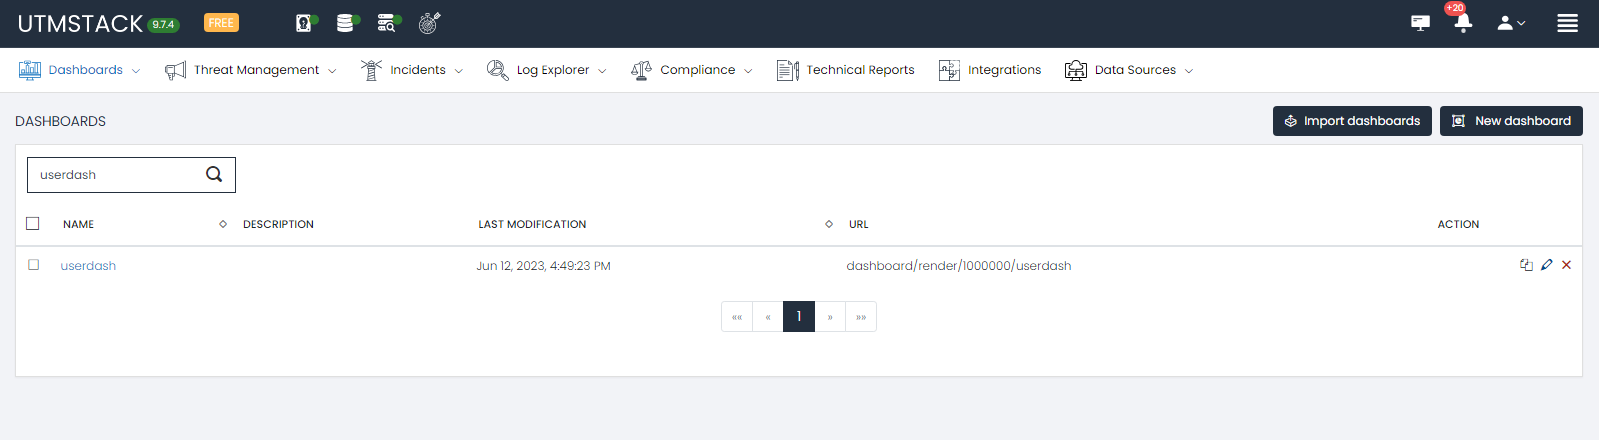 UTMSTACK 9.7.4 FREE +20
Dashboards Threat Management Incidents Log Explorer Compliance Technical Reports Integrations Data Sources
DASHBOARDS Import dashboards New dashboard
userdash
NAME DESCRIPTION LAST MODIFICATION URL ACTION
userdash Jun 12, 2023, 4:49:23 PM dashboard/render/1000000/userdash
«« « 1 » »»